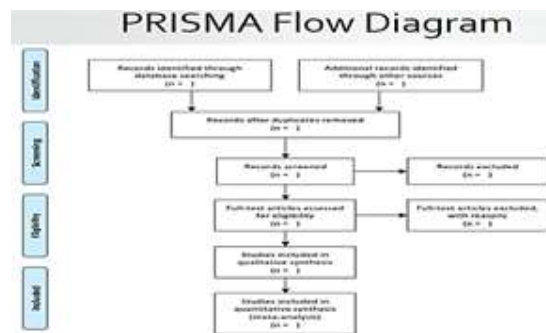 PRISMA Flow Diagram
Identification
Records identified through
database searching
(n = )
Additional records identified
through other sources
(n = )
Records after duplicates removed
(n = )
Screening
Records screened
(n = )
Records excluded
(n = )
Eligibility
Full-text articles assessed
for eligibility
(n = )
Full-text articles excluded,
with reasons
(n = )
Studies included in
qualitative synthesis
(n = )
Included
Studies included in
quantitative synthesis
(meta-analysis)
(n = )